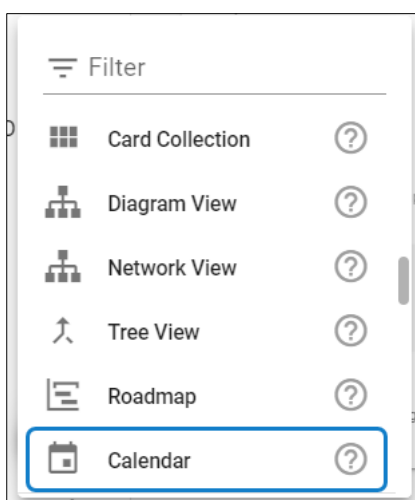 Filter
Card Collection
Diagram View
Network View
Tree View
Roadmap
Calendar